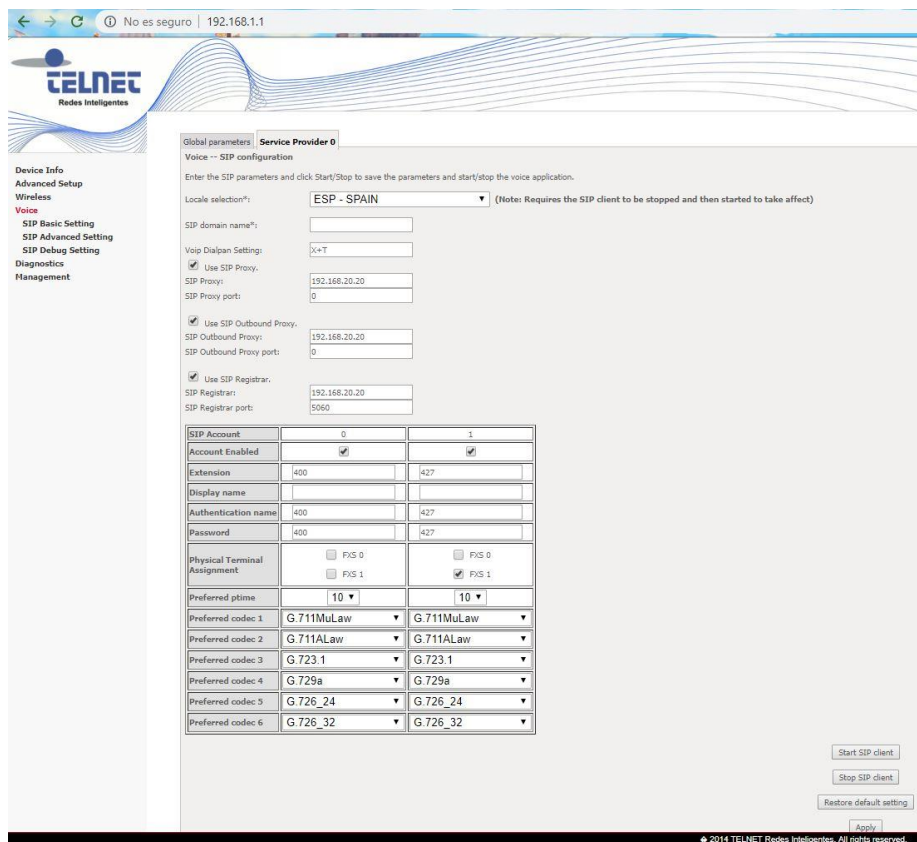 No es seguro | 192.168.1.1
TELNET
Redes Inteligentes
Global parameters Service Provider 0
Voice -- SIP configuration
Enter the SIP parameters and click Start/Stop to save the parameters and start/stop the voice application.
Locale selection*: ESP - SPAIN (Note: Requires the SIP client to be stopped and then started to take affect)
SIP domain name*:
Voip Dialpan Setting: X+T
Use SIP Proxy.
SIP Proxy: 192.168.20.20
SIP Proxy port: 0
Use SIP Outbound Proxy.
SIP Outbound Proxy: 192.168.20.20
SIP Outbound Proxy port: 0
Use SIP Registrar.
SIP Registrar: 192.168.20.20
SIP Registrar port: 5060
Device Info
Advanced Setup
Wireless
Voice
SIP Basic Setting
SIP Advanced Setting
SIP Debug Setting
Diagnostics
Management
SIP Account 0 1
Account Enabled
Extension 400 427
Display name
Authentication name 400 427
Password 400 427
Physical Terminal Assignment FXS 0 FXS 0
FXS 1 FXS 1
Preferred ptime 10 10
Preferred codec 1 G.711MuLaw G.711MuLaw
Preferred codec 2 G.711ALaw G.711ALaw
Preferred codec 3 G.723.1 G.723.1
Preferred codec 4 G.729a G.729a
Preferred codec 5 G.726_24 G.726_24
Preferred codec 6 G.726_32 G.726_32
Start SIP client
Stop SIP client
Restore default setting
Apply
� 2014 TELNET Redes Inteligentes. All rights reserved.